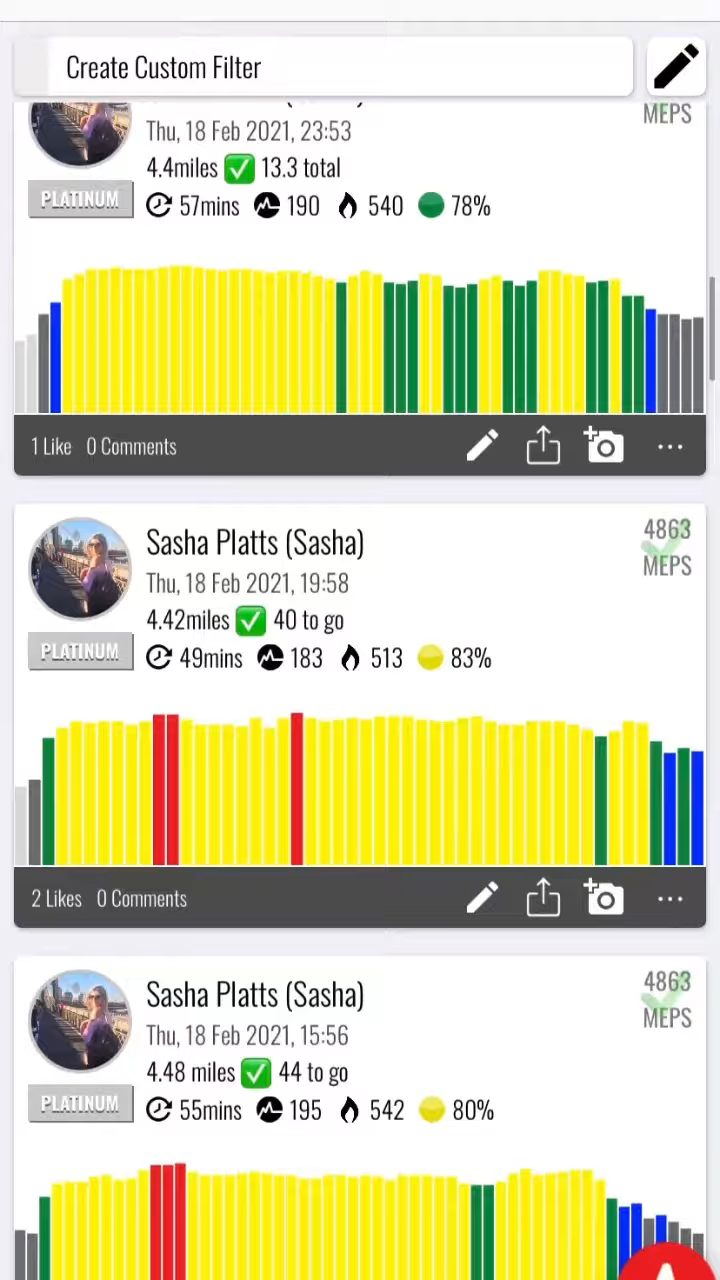 Create Custom Filter
MEPS
Thu, 18 Feb 2021, 23:53
4.4miles ✅ 13.3 total
PLATINUM
57mins 190 540 78%
1 Like 0 Comments
Sasha Platts (Sasha)
4863
MEPS
Thu, 18 Feb 2021, 19:58
4.42miles ✅ 40 to go
PLATINUM
49mins 183 513 83%
2 Likes 0 Comments
Sasha Platts (Sasha)
4863
MEPS
Thu, 18 Feb 2021, 15:56
4.48 miles ✅ 44 to go
PLATINUM
55mins 195 542 80%